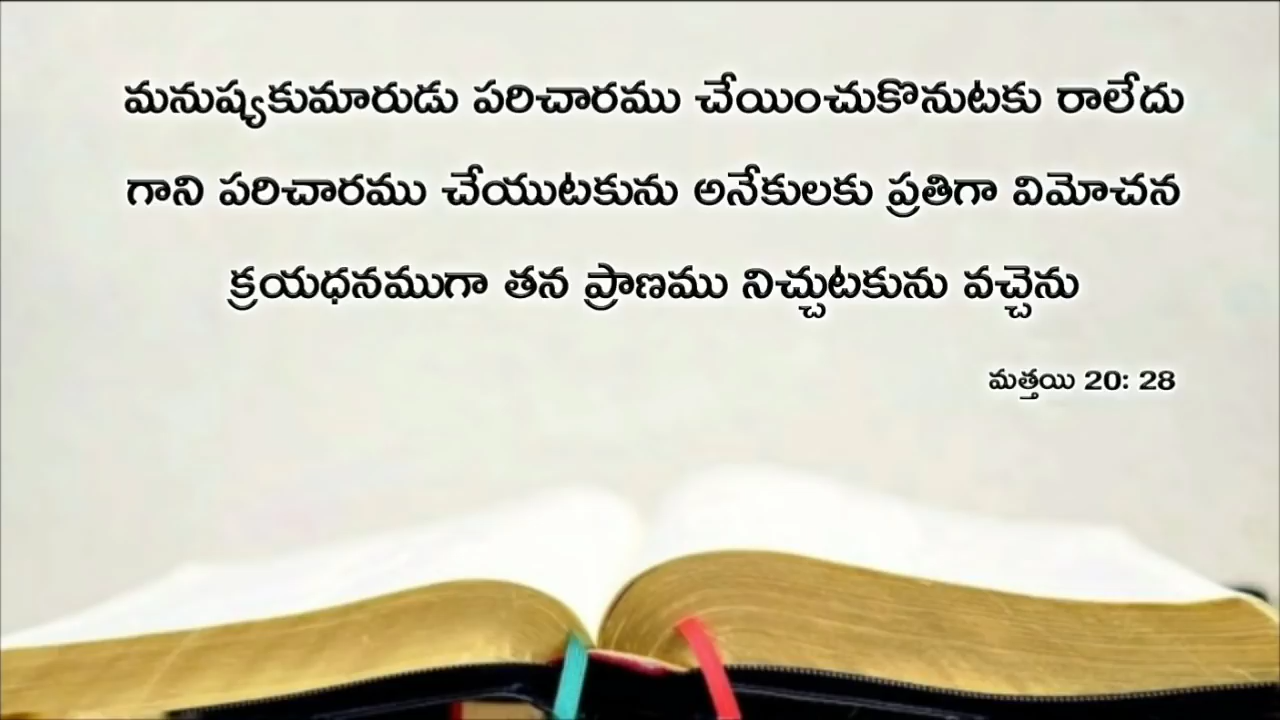 మనుష్యకుమారుడు పరిచారము చేయించుకొనుటకు రాలేదు
గాని పరిచారము చేయుటకును అనేకులకు ప్రతిగా విమోచన
క్రయధనముగా తన ప్రాణము నిచ్చుటకును వచ్చెను
మత్తయి 20: 28